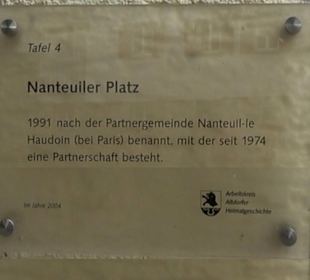 Tafel 4
Nanteuiler Platz
1991 nach der Partnergemeinde Nanteuil-le
Haudoin (bei Paris) benannt, mit der seit 1974
eine Partnerschaft besteht.
Im Jahre 2004
Arbeitskreis
Altdorfer
Heimatgeschichte